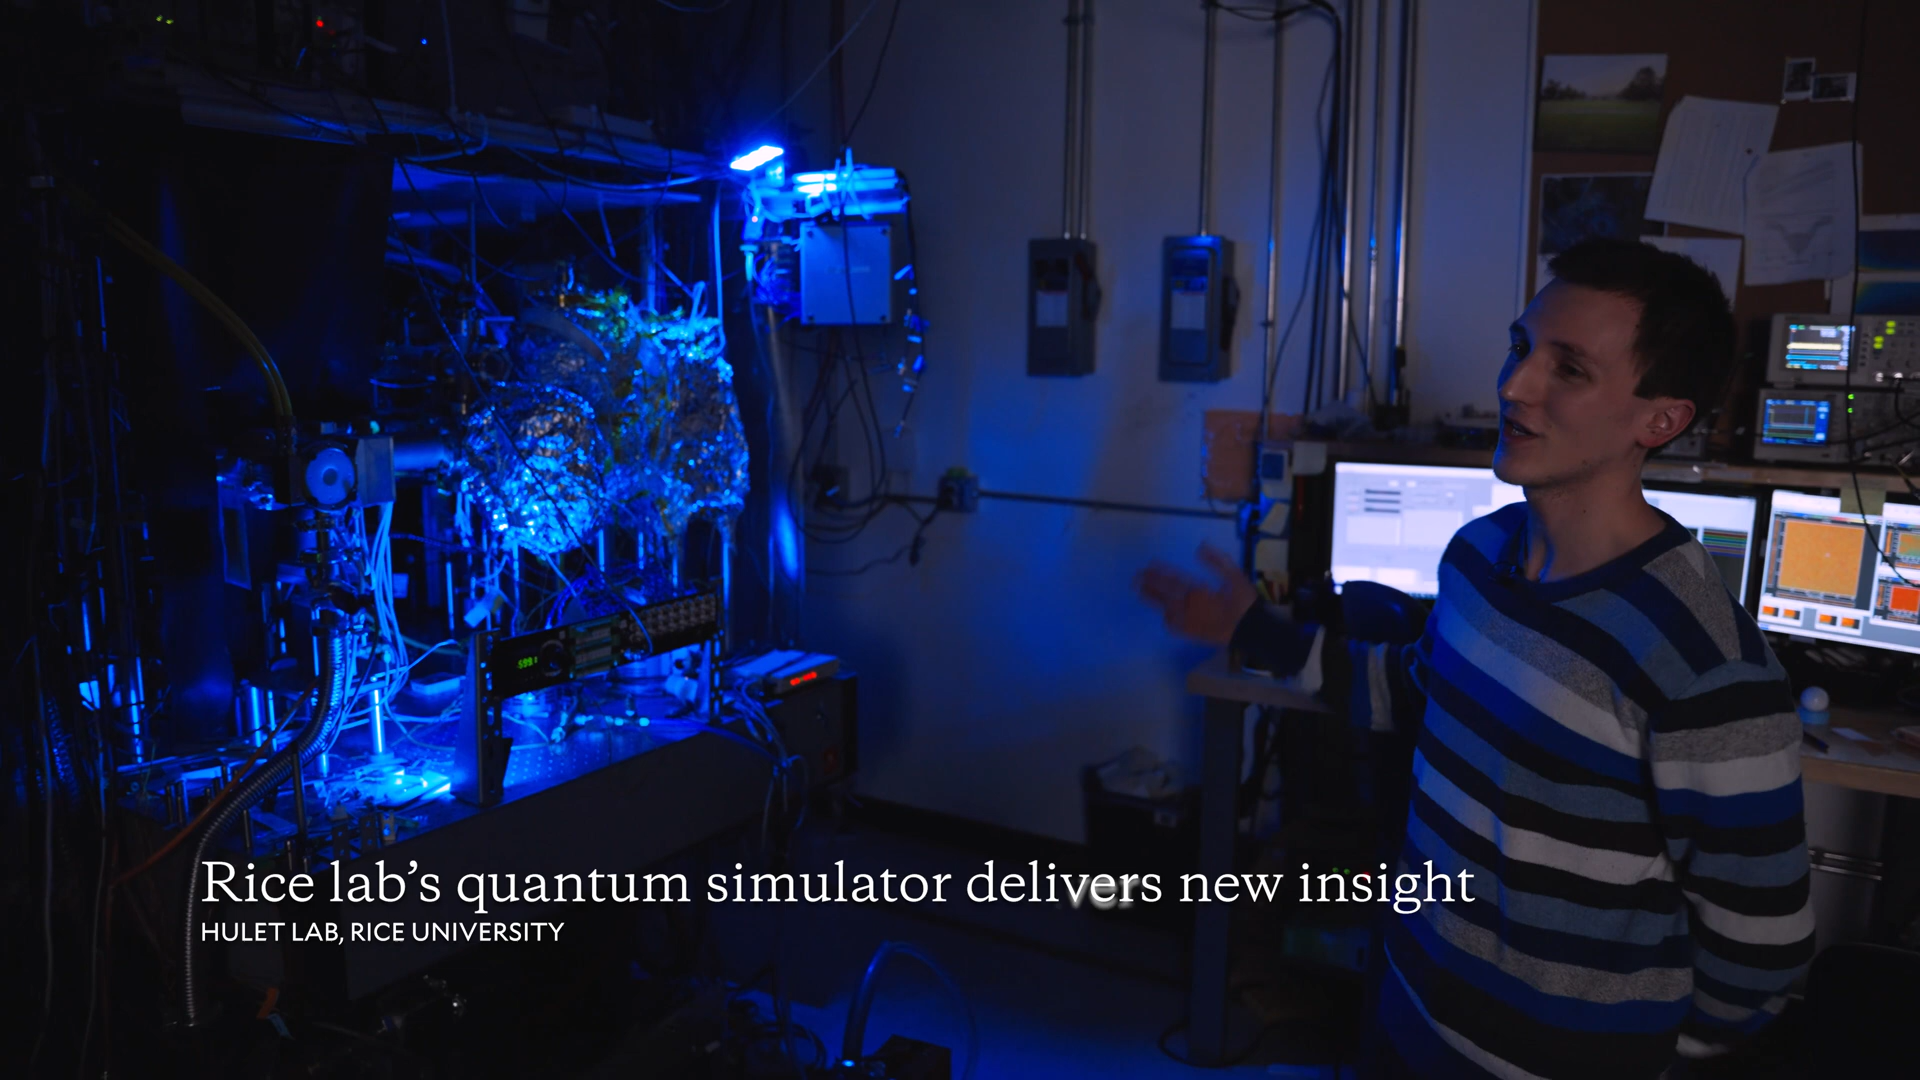 Rice lab’s quantum simulator delivers new insight
HULET LAB, RICE UNIVERSITY